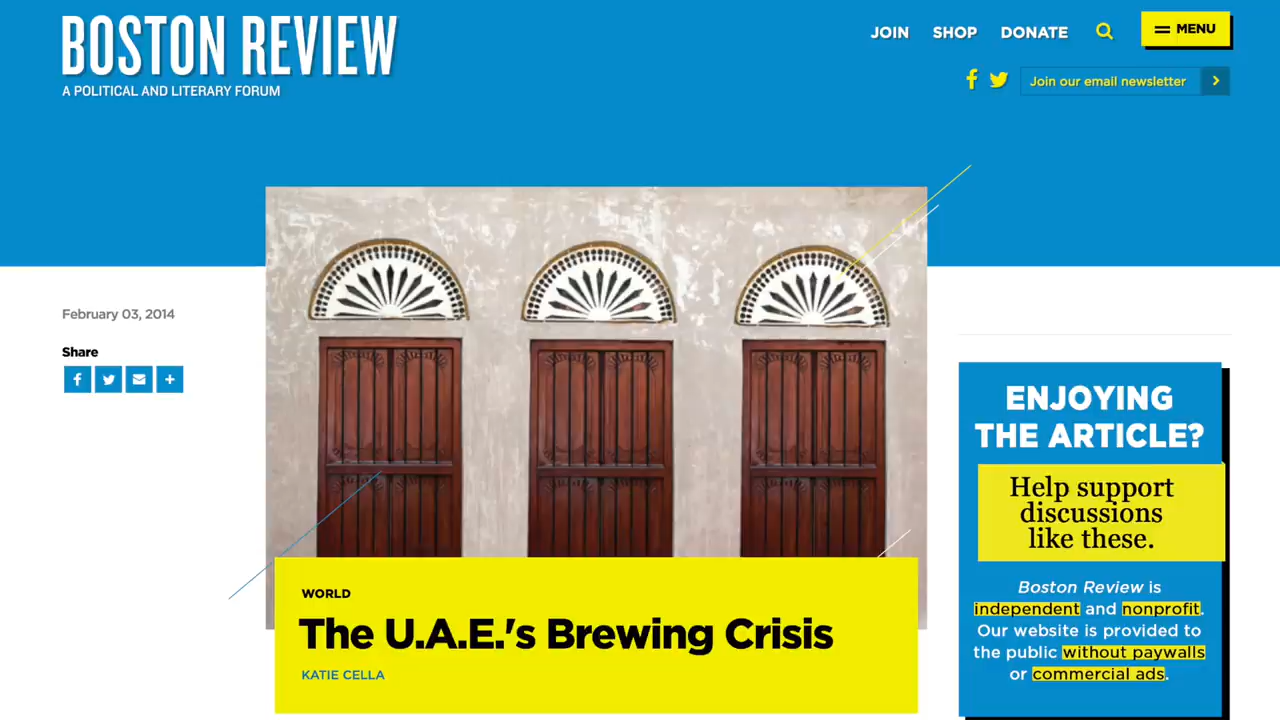 BOSTON REVIEW
A POLITICAL AND LITERARY FORUM
JOIN SHOP DONATE
MENU
Join our email newsletter
February 03, 2014
Share
WORLD
The U.A.E.'s Brewing Crisis
KATIE CELLA
ENJOYING
THE ARTICLE?
Help support
discussions
like these.
Boston Review is
independent and nonprofit.
Our website is provided to
the public without paywalls
or commercial ads.